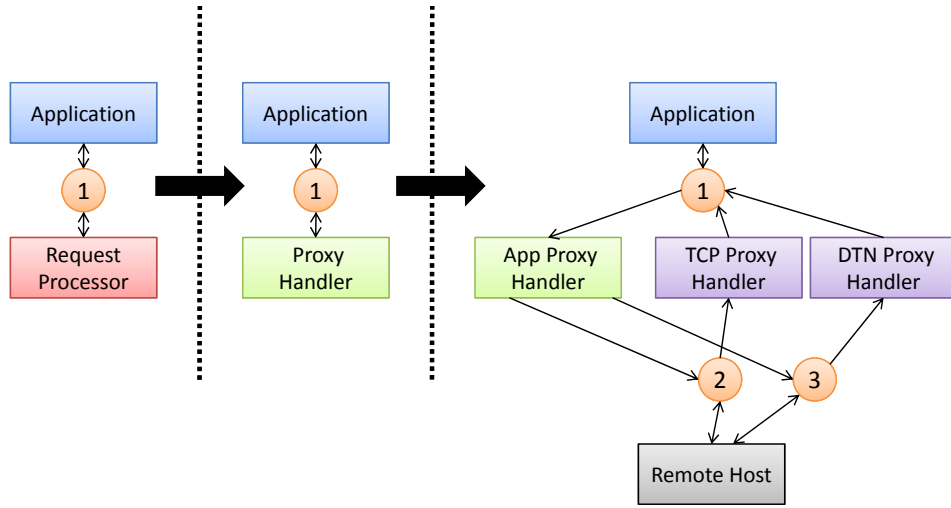 Application
1
Request
Processor
Application
1
Proxy
Handler
Application
1
App Proxy
Handler
TCP Proxy
Handler
DTN Proxy
Handler
2
3
Remote Host